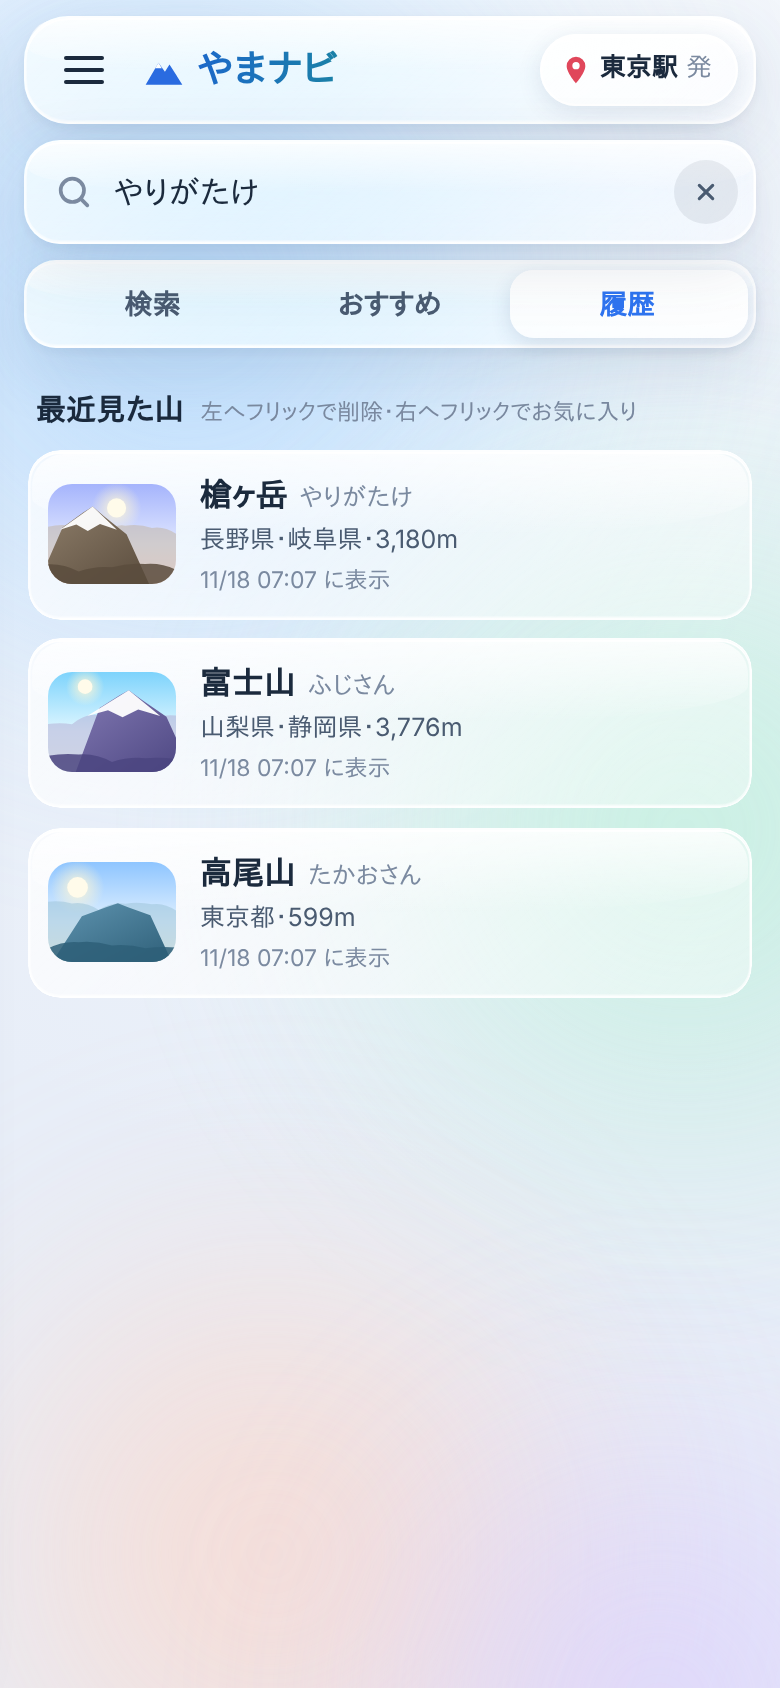 やまナビ
東京駅 発
やりがたけ
検索 おすすめ 履歴
最近見た山 左へフリックで削除・右へフリックでお気に入り
槍ヶ岳 やりがたけ
長野県・岐阜県・3,180m
11/18 07:07 に表示
富士山 ふじさん
山梨県・静岡県・3,776m
11/18 07:07 に表示
高尾山 たかおさん
東京都・599m
11/18 07:07 に表示